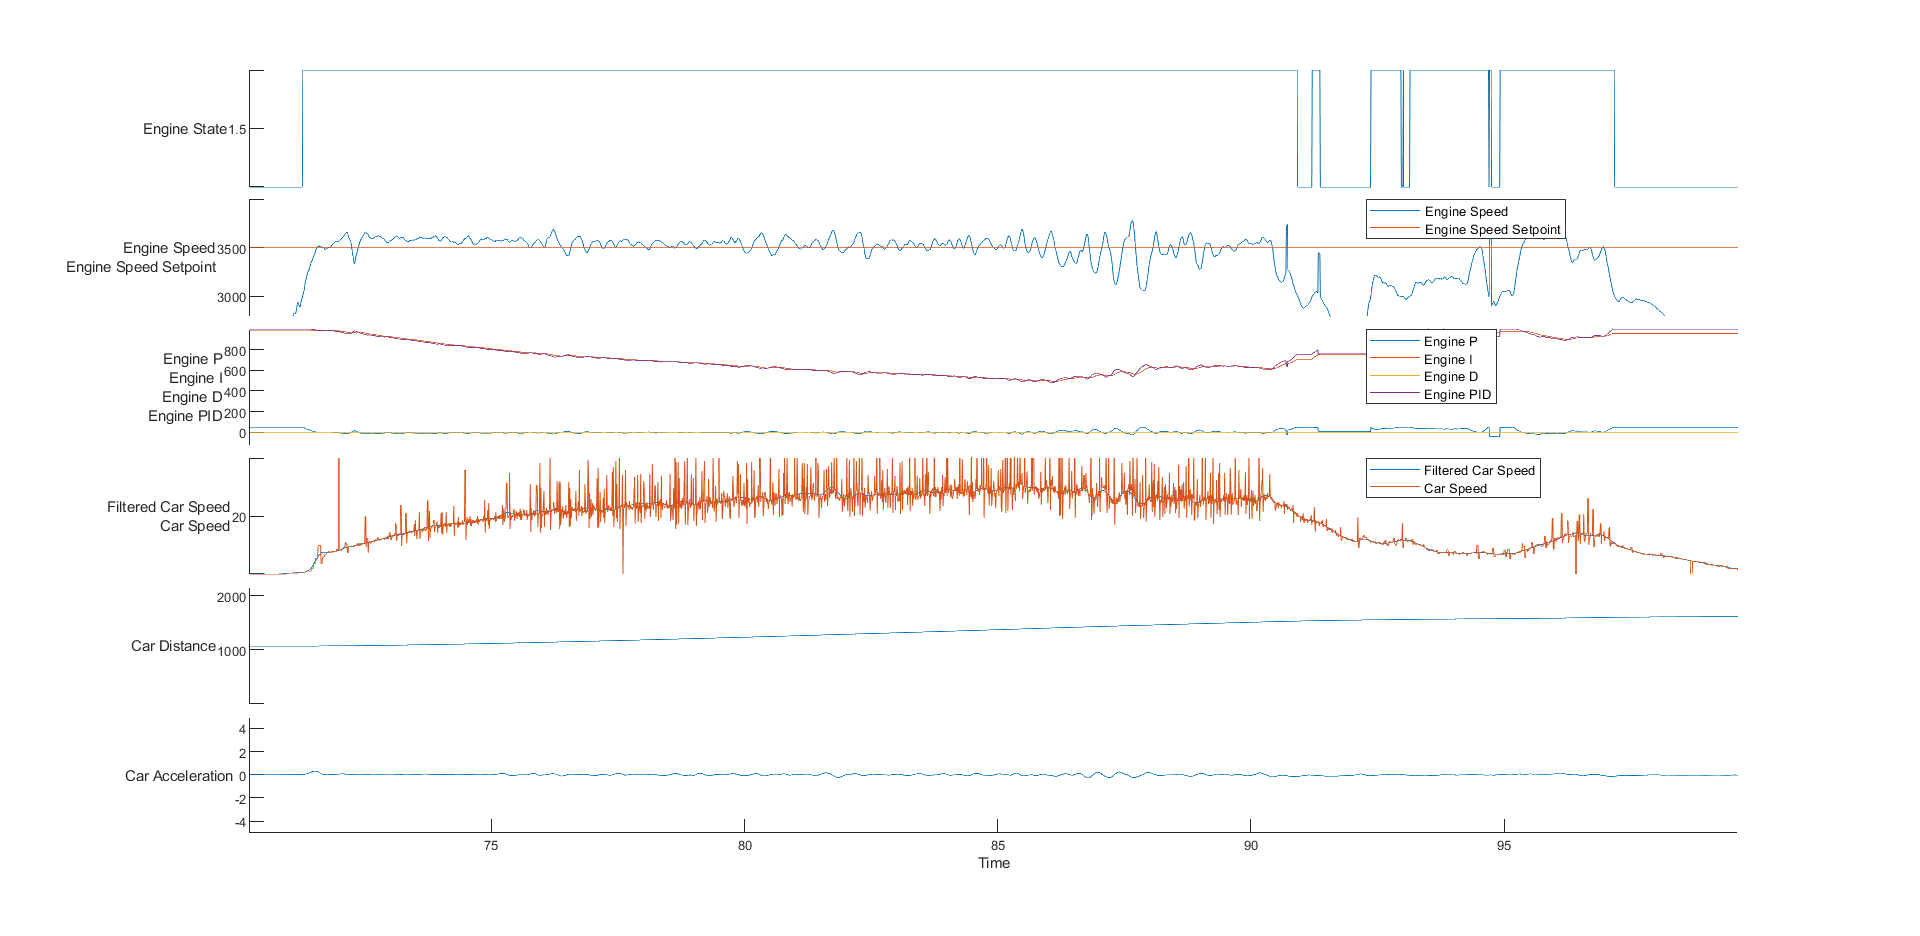 Engine State
1.5
Engine Speed
Engine Speed Setpoint
3500
3000
Engine Speed
Engine Speed Setpoint
Engine P
Engine I
Engine D
Engine PID
800
600
400
200
0
Engine P
Engine I
Engine D
Engine PID
Filtered Car Speed
Car Speed
20
Filtered Car Speed
Car Speed
Car Distance
2000
1000
Car Acceleration
4
2
0
-2
-4
75
80
85
90
95
Time